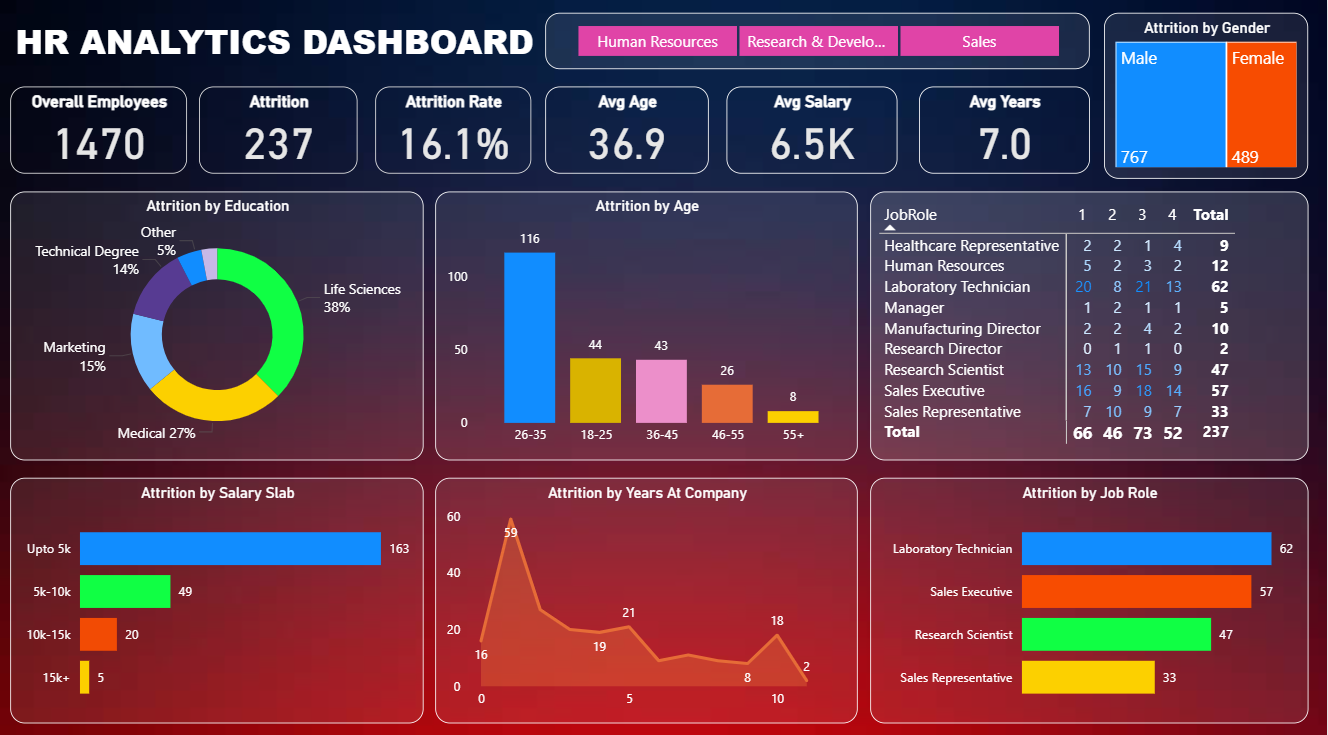 HR ANALYTICS DASHBOARD
Human Resources
Research & Develo...
Sales
Attrition by Gender
Male
Female
767
489
Overall Employees
1470
Attrition
237
Attrition Rate
16.1%
Avg Age
36.9
Avg Salary
6.5K
Avg Years
7.0
Attrition by Education
Other
5%
Technical Degree
14%
Life Sciences
38%
Marketing
15%
Medical 27%
Attrition by Age
116
100
44
43
50
26
8
0
26-35 18-25 36-45 46-55 55+
JobRole 1 2 3 4 Total
Healthcare Representative 2 2 1 4 9
Human Resources 5 2 3 2 12
Laboratory Technician 20 8 21 13 62
Manager 1 2 1 1 5
Manufacturing Director 2 2 4 2 10
Research Director 0 1 1 0 2
Research Scientist 13 10 15 9 47
Sales Executive 16 9 18 14 57
Sales Representative 7 10 9 7 33
Total 66 46 73 52 237
Attrition by Salary Slab
Upto 5k 163
5k-10k 49
10k-15k 20
15k+ 5
Attrition by Years At Company
60
59
40
21
20
18
19
16
8
2
0
0 5 10
Attrition by Job Role
Laboratory Technician 62
Sales Executive 57
Research Scientist 47
Sales Representative 33